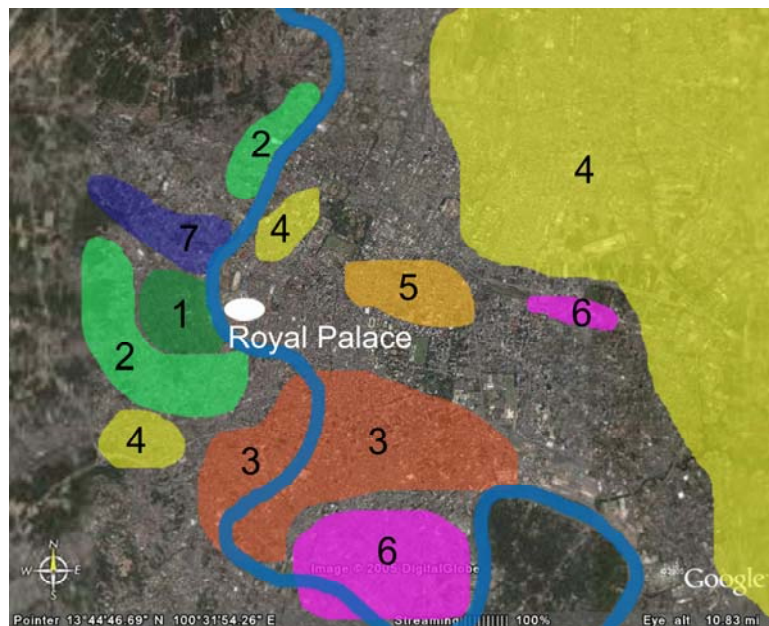 2
4
4
7
5
1
6
Royal Palace
2
4
3
3
6
N
W E
S
Image © 2005 DigitalGlobe
Google
Pointer 13°44'46.69" N 100°31'54.26" E Streaming |||||||||| 100% Eye alt 10.83 mi